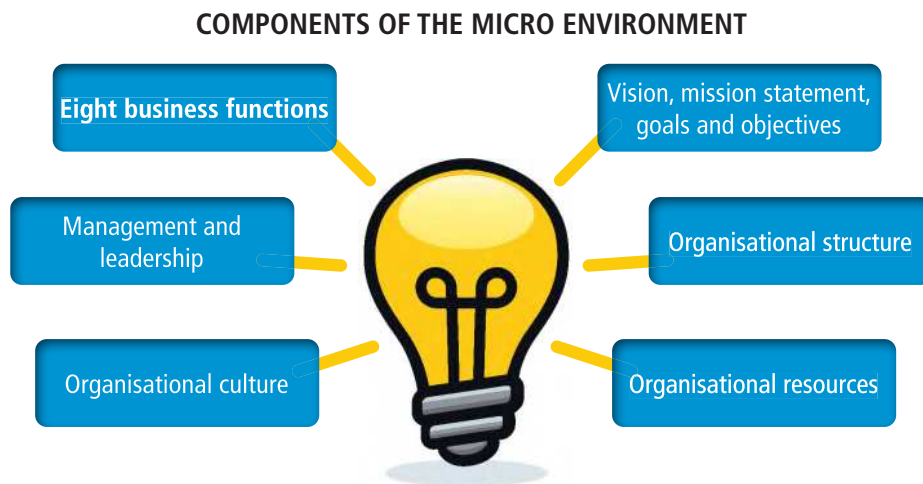 COMPONENTS OF THE MICRO ENVIRONMENT
Eight business functions
Vision, mission statement,
goals and objectives
Management and
leadership
Organisational structure
Organisational culture
Organisational resources